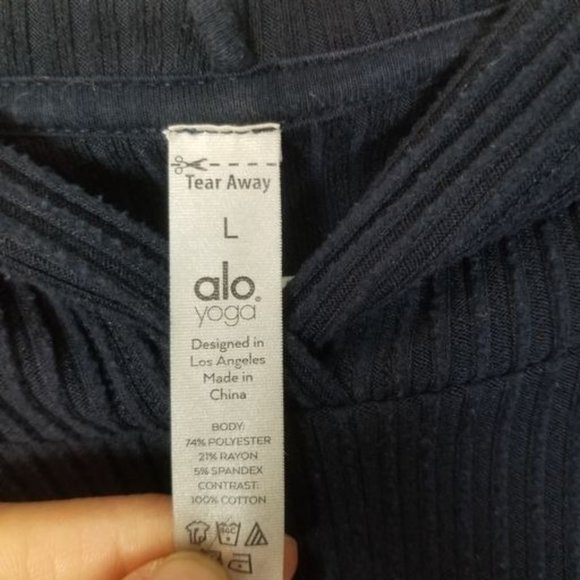 Tear Away
L
alo®
yoga
Designed in
Los Angeles
Made in
China
BODY:
74% POLYESTER
21% RAYON
5% SPANDEX
CONTRAST:
100% COTTON